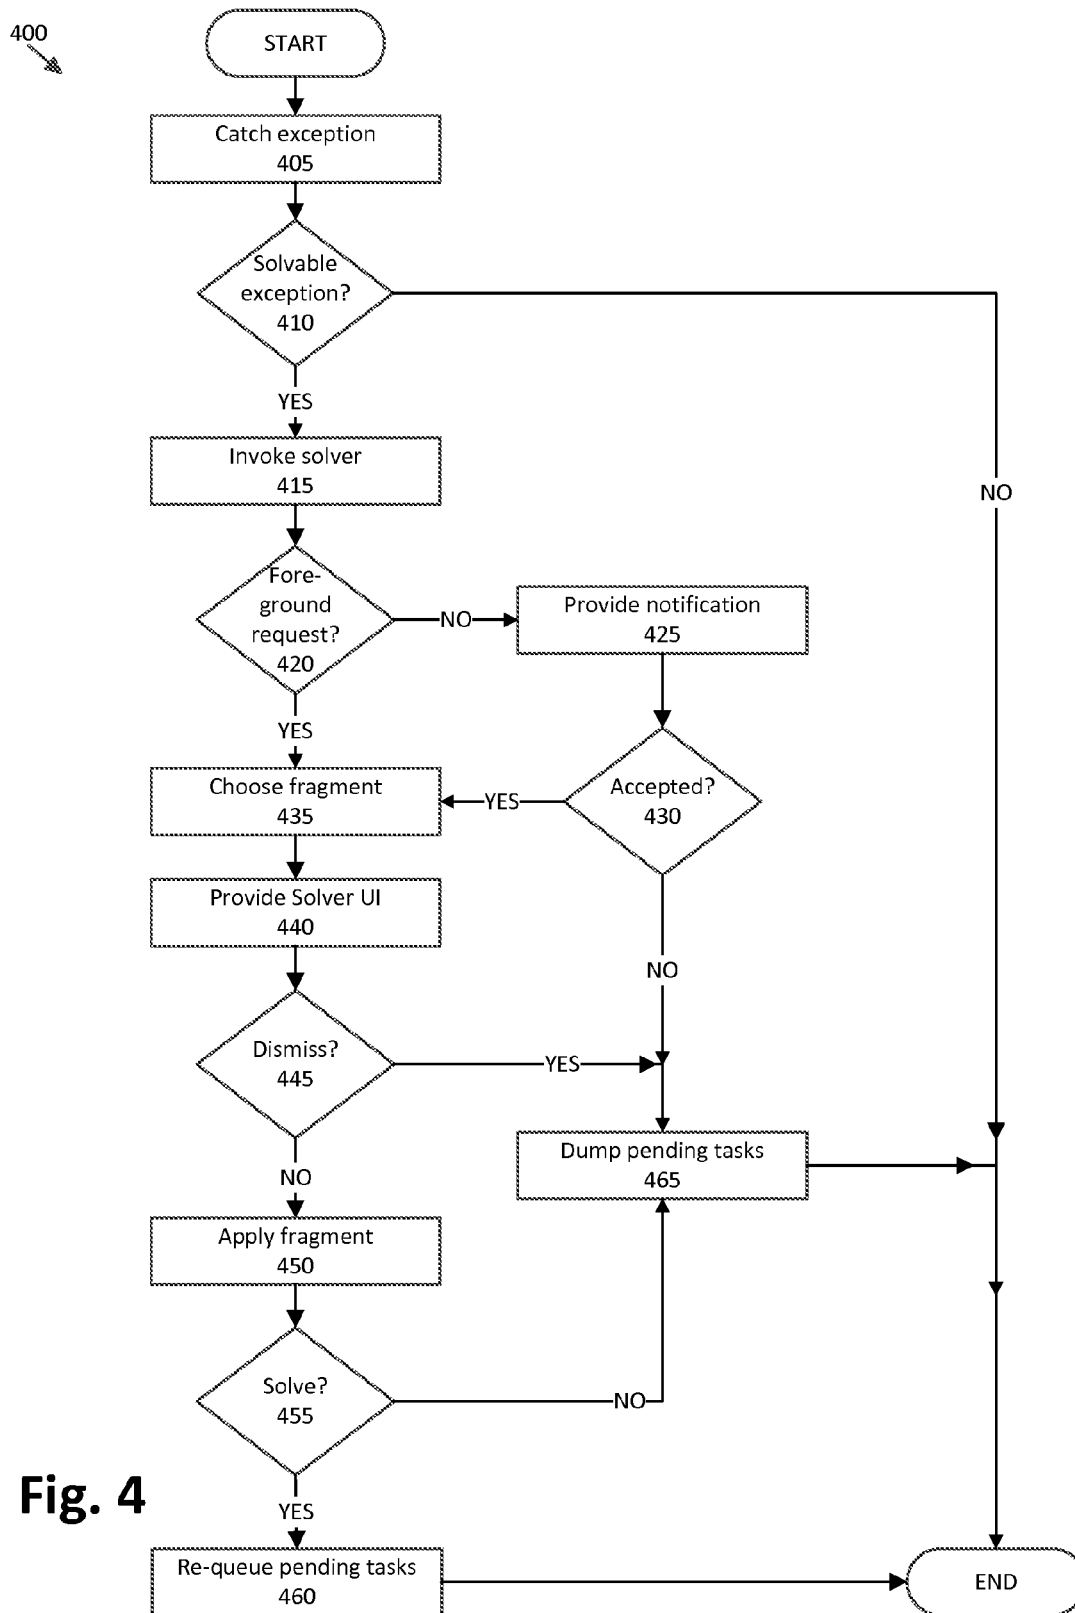 400
START
Catch exception
405
Solvable
exception?
410
YES
NO
Invoke solver
415
Fore-
ground
request?
420
NO
Provide notification
425
YES
Choose fragment
435
YES
Accepted?
430
Provide Solver UI
440
NO
Dismiss?
445
YES
NO
Dump pending tasks
465
Apply fragment
450
Solve?
455
NO
Fig. 4
YES
Re-queue pending tasks
460
END